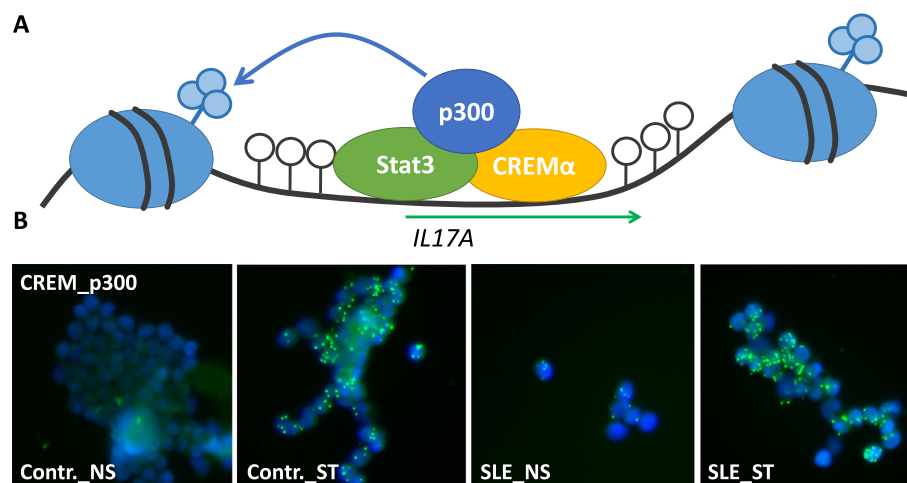 A
p300
Stat3
CREMα
IL17A
B
CREM_p300
Contr._NS
Contr._ST
SLE_NS
SLE_ST